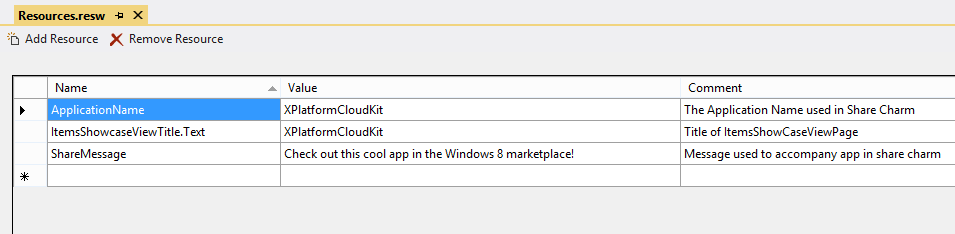 Resources.resw
Add Resource Remove Resource
Name Value Comment
ApplicationName XPlatformCloudKit The Application Name used in Share Charm
ItemsShowcaseViewTitle.Text XPlatformCloudKit Title of ItemsShowCaseViewPage
ShareMessage Check out this cool app in the Windows 8 marketplace! Message used to accompany app in share charm